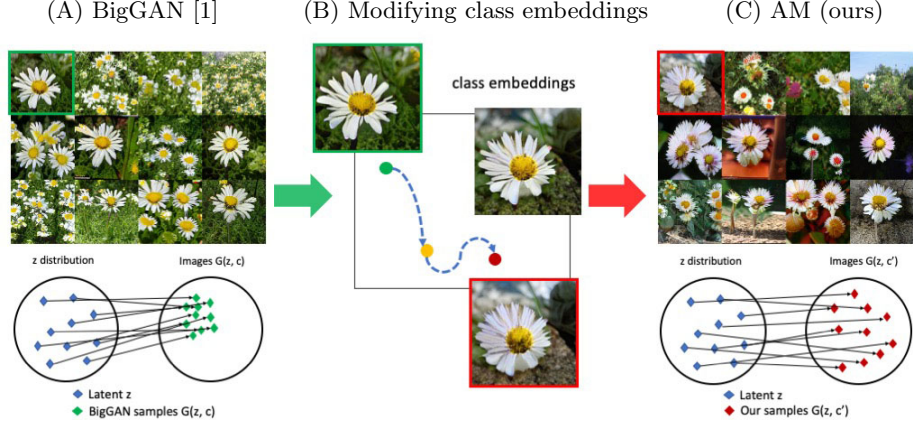 (A) BigGAN [1]
(B) Modifying class embeddings
(C) AM (ours)
class embeddings
z distribution
Images G(z, c)
Latent z
BigGAN samples G(z, c)
z distribution
Images G(z, c')
Latent z
Our samples G(z, c')